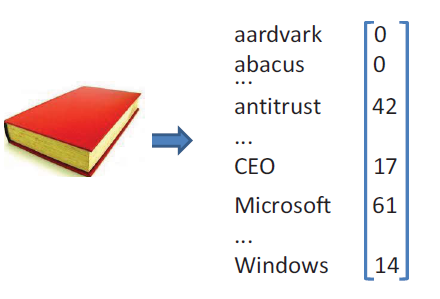 aardvark 0
abacus 0
...
antitrust 42
...
CEO 17
Microsoft 61
...
Windows 14